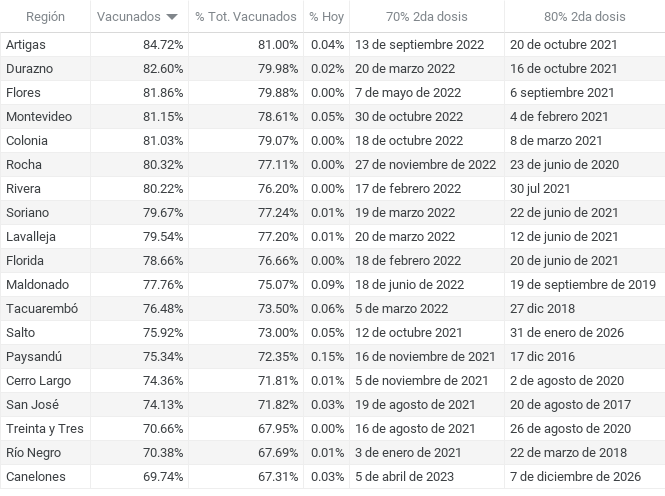 Región Vacunados % Tot. Vacunados % Hoy 70% 2da dosis 80% 2da dosis
Artigas 84.72% 81.00% 0.04% 13 de septiembre 2022 20 de octubre 2021
Durazno 82.60% 79.98% 0.02% 20 de marzo 2022 16 de octubre 2021
Flores 81.86% 79.88% 0.00% 7 de mayo de 2022 6 septiembre 2021
Montevideo 81.15% 78.61% 0.05% 30 de octubre 2022 4 de febrero 2021
Colonia 81.03% 79.07% 0.00% 18 de octubre 2022 8 de marzo 2021
Rocha 80.32% 77.11% 0.00% 27 de noviembre de 2022 23 de junio de 2020
Rivera 80.22% 76.20% 0.00% 17 de febrero 2022 30 jul 2021
Soriano 79.67% 77.24% 0.01% 19 de marzo 2022 22 de junio de 2021
Lavalleja 79.54% 77.20% 0.01% 20 de marzo 2022 12 de junio de 2021
Florida 78.66% 76.66% 0.00% 18 de febrero 2022 20 de junio de 2021
Maldonado 77.76% 75.07% 0.09% 18 de junio de 2022 19 de septiembre de 2019
Tacuarembó 76.48% 73.50% 0.06% 5 de marzo 2022 27 dic 2018
Salto 75.92% 73.00% 0.05% 12 de octubre 2021 31 de enero de 2026
Paysandú 75.34% 72.35% 0.15% 16 de noviembre de 2021 17 dic 2016
Cerro Largo 74.36% 71.81% 0.01% 5 de noviembre de 2021 2 de agosto de 2020
San José 74.13% 71.82% 0.03% 19 de agosto de 2021 20 de agosto de 2017
Treinta y Tres 70.66% 67.95% 0.00% 16 de agosto de 2021 26 de agosto de 2020
Río Negro 70.38% 67.69% 0.01% 3 de enero de 2021 22 de marzo de 2018
Canelones 69.74% 67.31% 0.03% 5 de abril de 2023 7 de diciembre de 2026